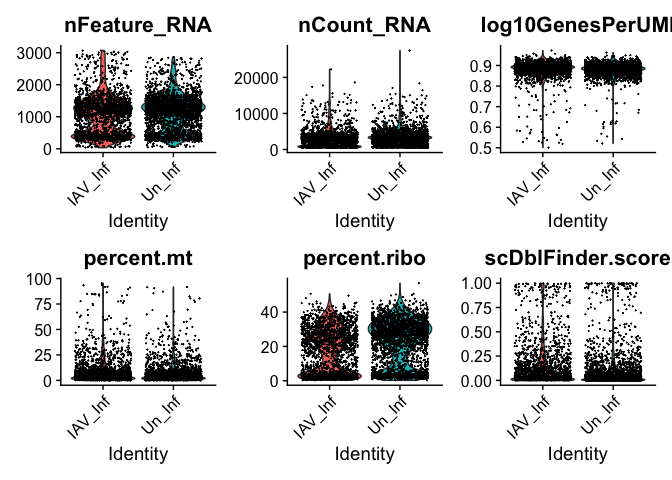 nFeature_RNA
3000
2000
1000
0
IAV_Inf
Un_Inf
Identity
nCount_RNA
20000
10000
0
IAV_Inf
Un_Inf
Identity
log10GenesPerUMI
0.9
0.8
0.7
0.6
0.5
IAV_Inf
Un_Inf
Identity
percent.mt
100
75
50
25
0
IAV_Inf
Un_Inf
Identity
percent.ribo
40
20
0
IAV_Inf
Un_Inf
Identity
scDblFinder.score
1.00
0.75
0.50
0.25
0.00
IAV_Inf
Un_Inf
Identity